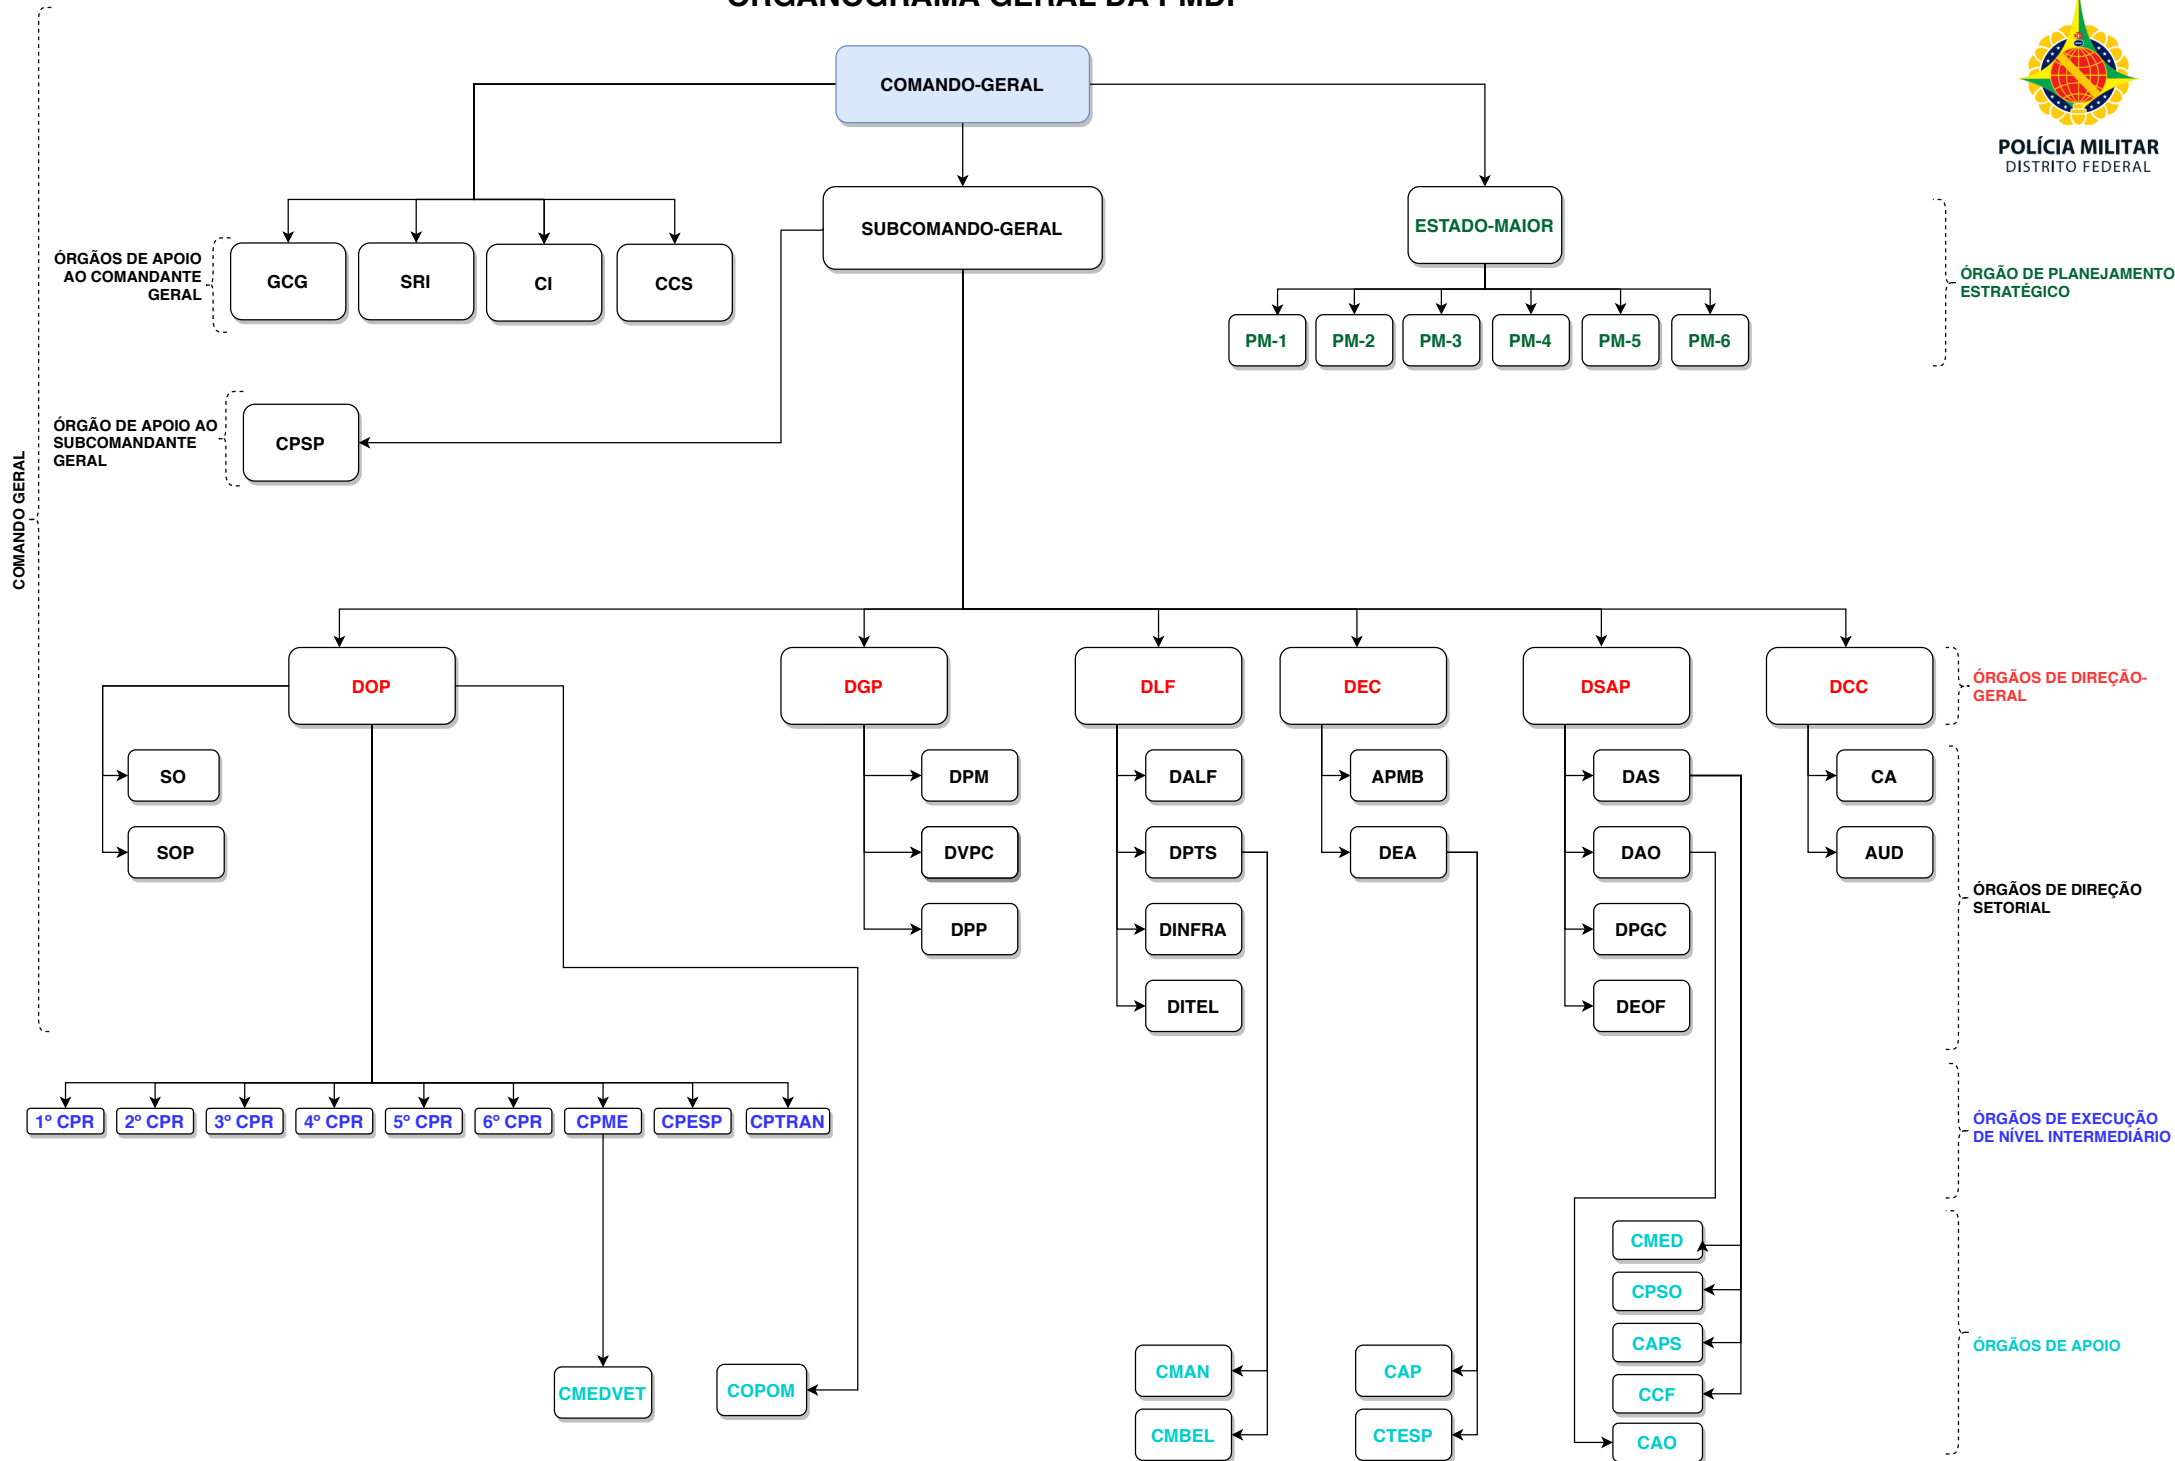 ORGANOGRAMA GERAL DA PMDF
COMANDO-GERAL
POLÍCIA MILITAR
DISTRITO FEDERAL
SUBCOMANDO-GERAL
ESTADO-MAIOR
ÓRGÃOS DE APOIO
AO COMANDANTE
GERAL
GCG
SRI
CI
CCS
ÓRGÃO DE PLANEJAMENTO
ESTRATÉGICO
PM-1
PM-2
PM-3
PM-4
PM-5
PM-6
ÓRGÃO DE APOIO AO
SUBCOMANDANTE
GERAL
CPSP
COMANDO GERAL
DOP
DGP
DLF
DEC
DSAP
DCC
ÓRGÃOS DE DIREÇÃO-
GERAL
SO
DPM
DALF
APMB
DAS
CA
SOP
DVPC
DPTS
DEA
DAO
AUD
ÓRGÃOS DE DIREÇÃO
SETORIAL
DPP
DINFRA
DPGC
DITEL
DEOF
1º CPR
2º CPR
3º CPR
4º CPR
5º CPR
6º CPR
CPME
CPESP
CPTRAN
ÓRGÃOS DE EXECUÇÃO
DE NÍVEL INTERMEDIÁRIO
CMED
CPSO
CAPS
ÓRGÃOS DE APOIO
CMEDVET
COPOM
CMAN
CAP
CCF
CMBEL
CTESP
CAO